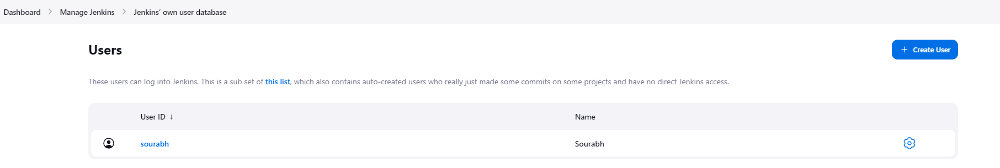 Dashboard > Manage Jenkins > Jenkins’ own user database
Users
+ Create User
These users can log into Jenkins. This is a sub set of this list, which also contains auto-created users who really just made some commits on some projects and have no direct Jenkins access.
User ID ↓ Name
sourabh Sourabh